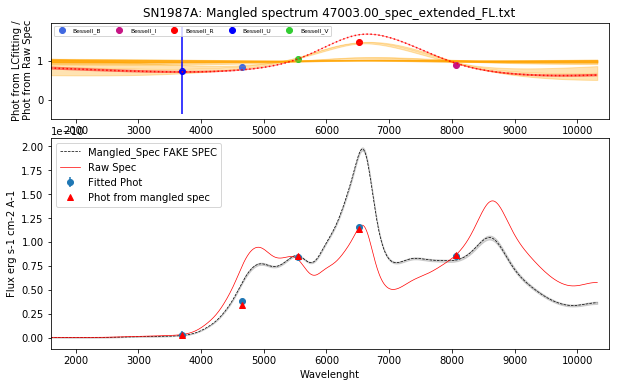 SN1987A: Mangled spectrum 47003.00_spec_extended_FL.txt
Bessell_B Bessell_I Bessell_R Bessell_U Bessell_V
Phot from LCfitting /
Phot from Raw Spec
1
0
2000 3000 4000 5000 6000 7000 8000 9000 10000
1e−10
Mangled_Spec FAKE SPEC
Raw Spec
Fitted Phot
Phot from mangled spec
Flux erg s-1 cm-2 A-1
2.00
1.75
1.50
1.25
1.00
0.75
0.50
0.25
0.00
2000 3000 4000 5000 6000 7000 8000 9000 10000
Wavelenght